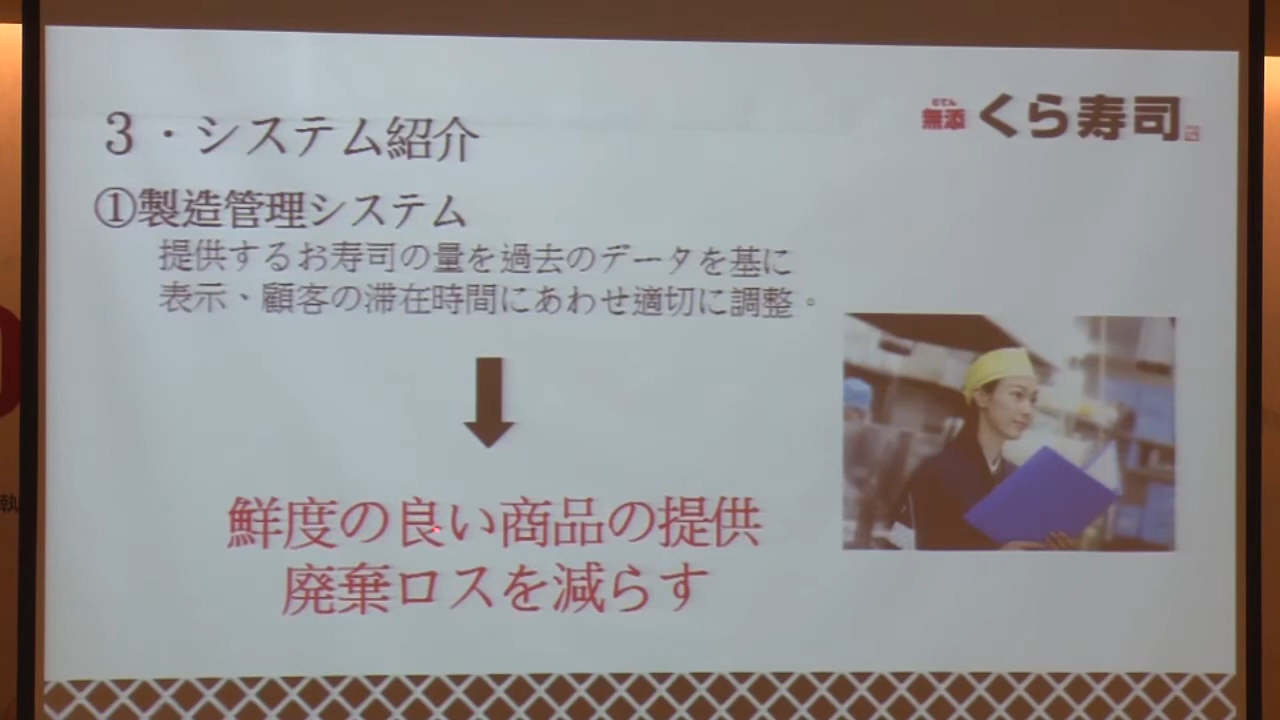 むてん
無添 くら寿司
3・システム紹介
①製造管理システム
提供するお寿司の量を過去のデータを基に
表示、顧客の滞在時間にあわせ適切に調整。
鮮度の良い商品の提供
廃棄ロスを減らす
執